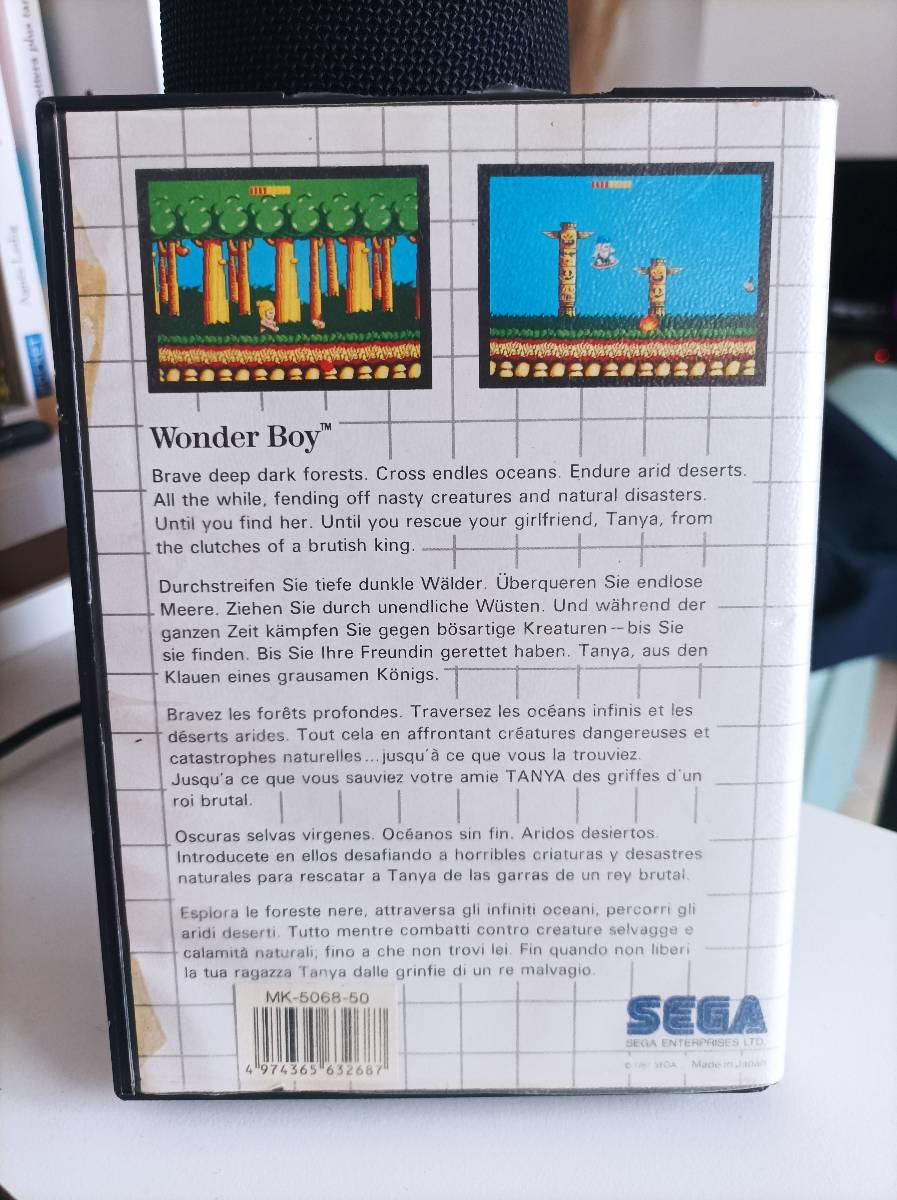 Wonder Boy™
Brave deep dark forests. Cross endles oceans. Endure arid deserts.
All the while, fending off nasty creatures and natural disasters.
Until you find her. Until you rescue your girlfriend, Tanya, from
the clutches of a brutish king.
Durchstreifen Sie tiefe dunkle Wälder. Überqueren Sie endlose
Meere. Ziehen Sie durch unendliche Wüsten. Und während der
ganzen Zeit kämpfen Sie gegen bösartige Kreaturen – bis Sie
sie finden. Bis Sie Ihre Freundin gerettet haben. Tanya, aus den
Klauen eines grausamen Königs.
Bravez les forêts profondes. Traversez les océans infinis et les
déserts arides. Tout cela en affrontant créatures dangereuses et
catastrophes naturelles...jusqu'à ce que vous la trouviez.
Jusqu'a ce que vous sauviez votre amie TANYA des griffes d'un
roi brutal.
Oscuras selvas virgenes. Océanos sin fin. Aridos desiertos.
Introducete en ellos desafiando a horribles criaturas y desastres
naturales para rescatar a Tanya de las garras de un rey brutal.
Esplora le foreste nere, attraversa gli infiniti oceani, percorri gli
aridi deserti. Tutto mentre combatti contro creature selvagge e
calamità naturali; fino a che non trovi lei. Fin quando non liberi
la tua ragazza Tanya dalle grinfie di un re malvagio.
MK-5068-50
4 974365 632687
SEGA
SEGA ENTERPRISES LTD.
SEGA Made in Japan